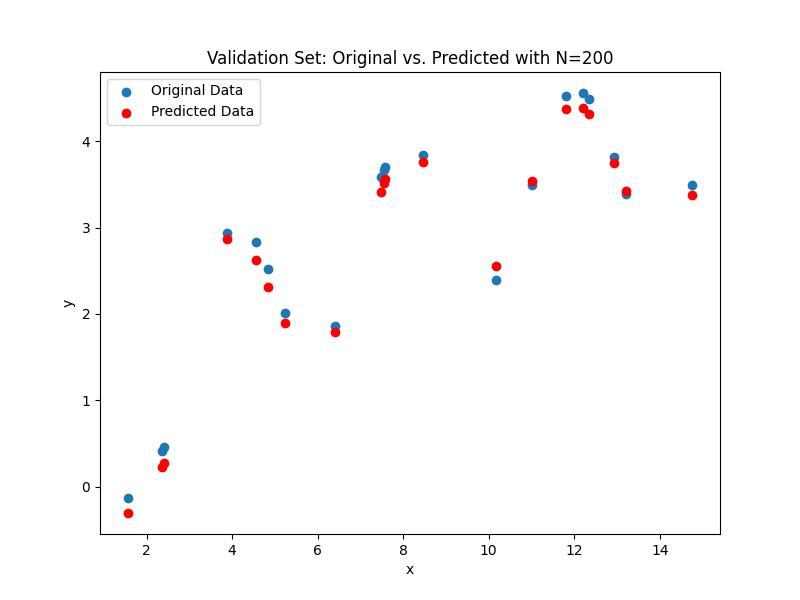 Validation Set: Original vs. Predicted with N=200
Original Data
Predicted Data
4
3
2
1
0
y
2 4 6 8 10 12 14
x